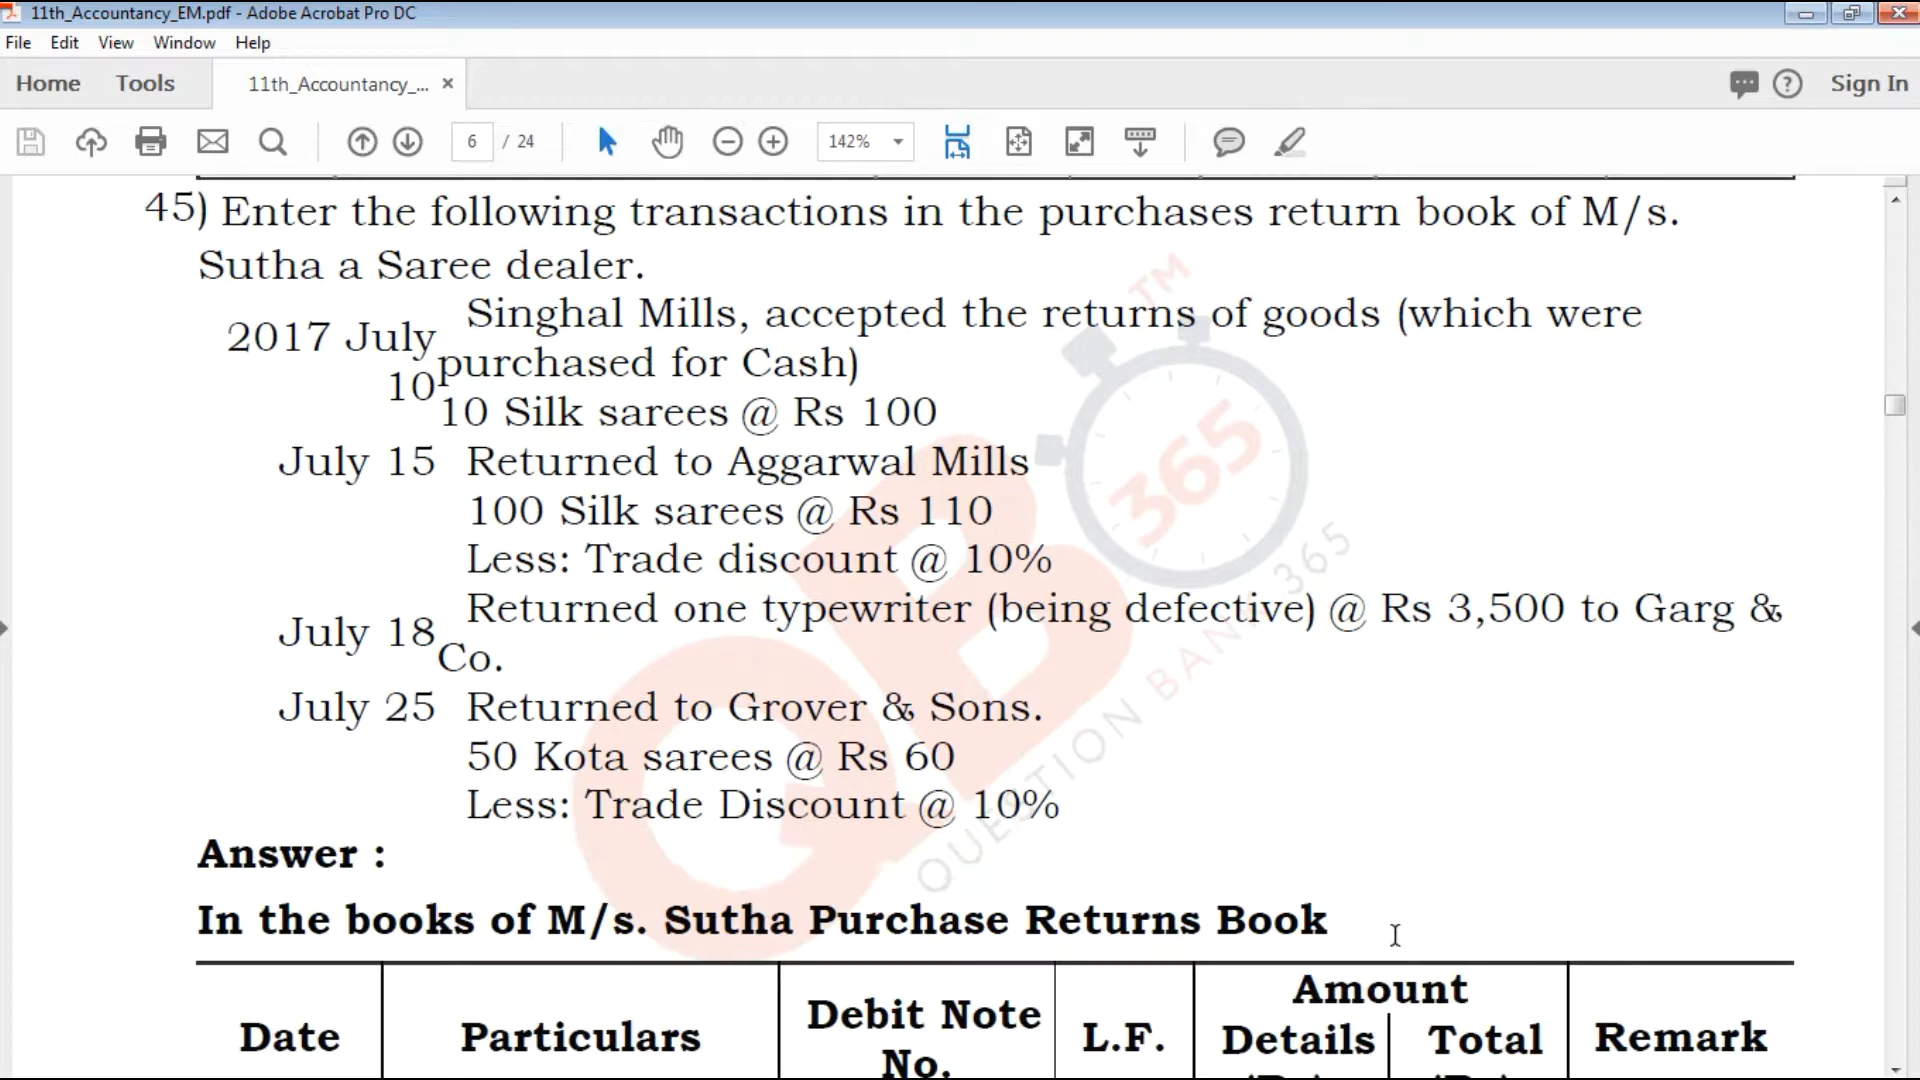 11th_Accountancy_EM.pdf - Adobe Acrobat Pro DC
File Edit View Window Help
Home Tools 11th_Accountancy_... × Sign In
6 / 24 142%
45) Enter the following transactions in the purchases return book of M/s.
Sutha a Saree dealer.
2017 July 10 Singhal Mills, accepted the returns of goods (which were
purchased for Cash)
10 Silk sarees @ Rs 100
July 15 Returned to Aggarwal Mills
100 Silk sarees @ Rs 110
Less: Trade discount @ 10%
July 18 Returned one typewriter (being defective) @ Rs 3,500 to Garg &
Co.
July 25 Returned to Grover & Sons.
50 Kota sarees @ Rs 60
Less: Trade Discount @ 10%
Answer :
In the books of M/s. Sutha Purchase Returns Book
Amount
Date Particulars Debit Note No. L.F. Details Total Remark
QB
365
TM
QUESTION BANK 365